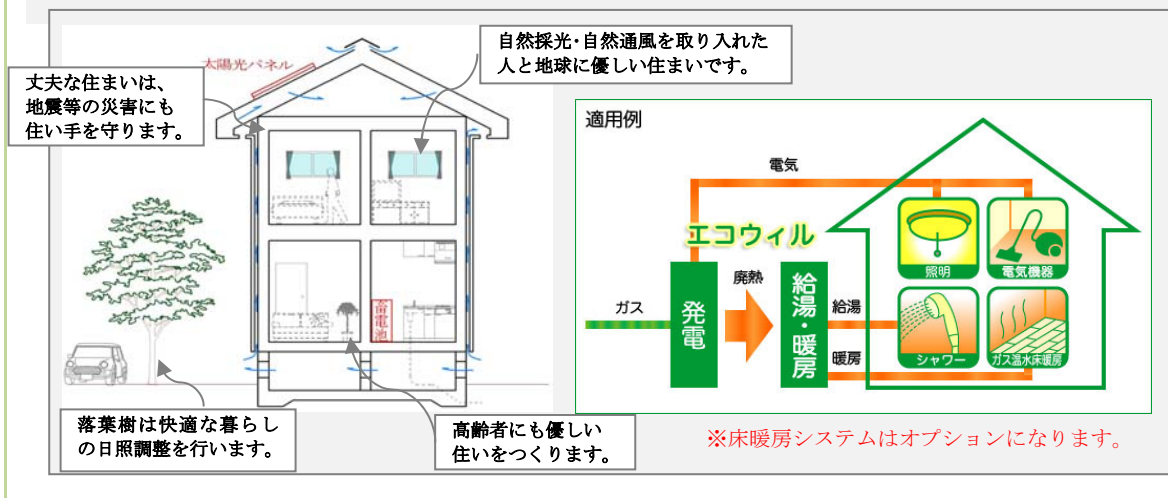 自然採光・自然通風を取り入れた
人と地球に優しい住まいです。
太陽光パネル
丈夫な住まいは、
地震等の災害にも
住い手を守ります。
蓄電池
落葉樹は快適な暮らし
の日照調整を行います。
高齢者にも優しい
住いをつくります。
適用例
電気
エコウィル
照明
電気機器
ガス
発電
廃熱
給湯・暖房
給湯
暖房
シャワー
ガス温水床暖房
※床暖房システムはオプションになります。